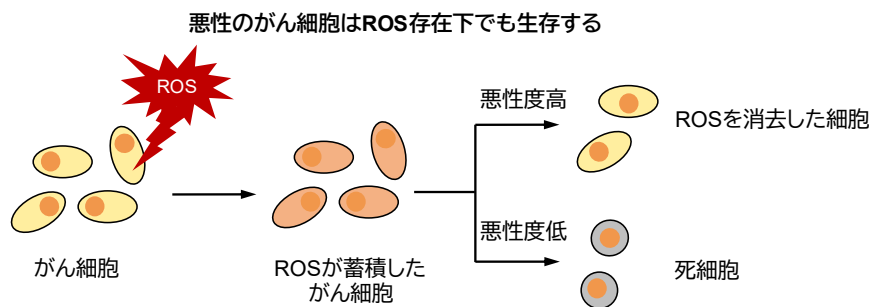 悪性のがん細胞はROS存在下でも生存する
ROS
悪性度高
ROSを消去した細胞
悪性度低
がん細胞
ROSが蓄積した
がん細胞
死細胞